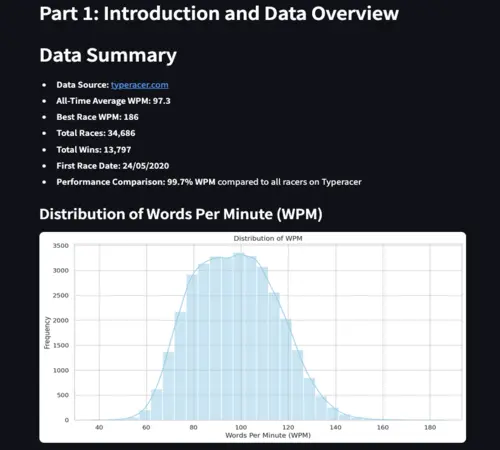 Part 1: Introduction and Data Overview
Data Summary
• Data Source: typeracer.com
• All-Time Average WPM: 97.3
• Best Race WPM: 186
• Total Races: 34,686
• Total Wins: 13,797
• First Race Date: 24/05/2020
• Performance Comparison: 99.7% WPM compared to all racers on Typeracer
Distribution of Words Per Minute (WPM)
Distribution of WPM
3500
3000
2500
2000
1500
1000
500
0
Frequency
40 60 80 100 120 140 160 180
Words Per Minute (WPM)